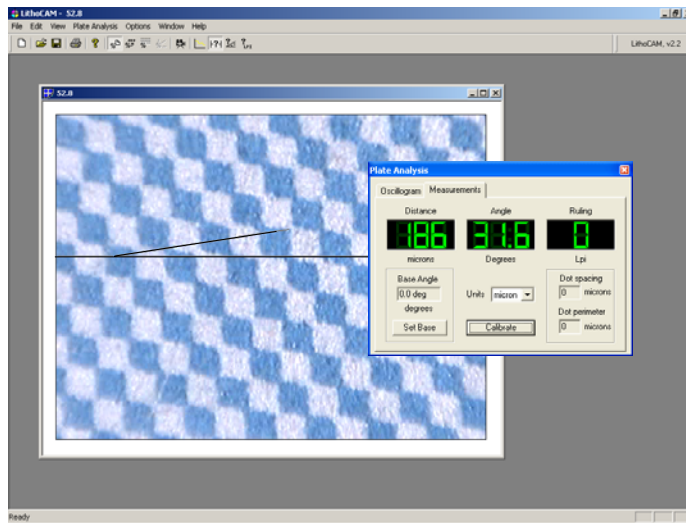 LithoCAM - 52.8
File Edit View Plate Analysis Options Window Help
LithoCAM, v2.2
52.8
Plate Analysis
Oscillogram Measurements
Distance Angle Ruling
186 31.6 0
microns Degrees Lpi
Base Angle
0.0 deg
degrees
Set Base
Units micron
Calibrate
Dot spacing
0 microns
Dot perimeter
0 microns
Ready